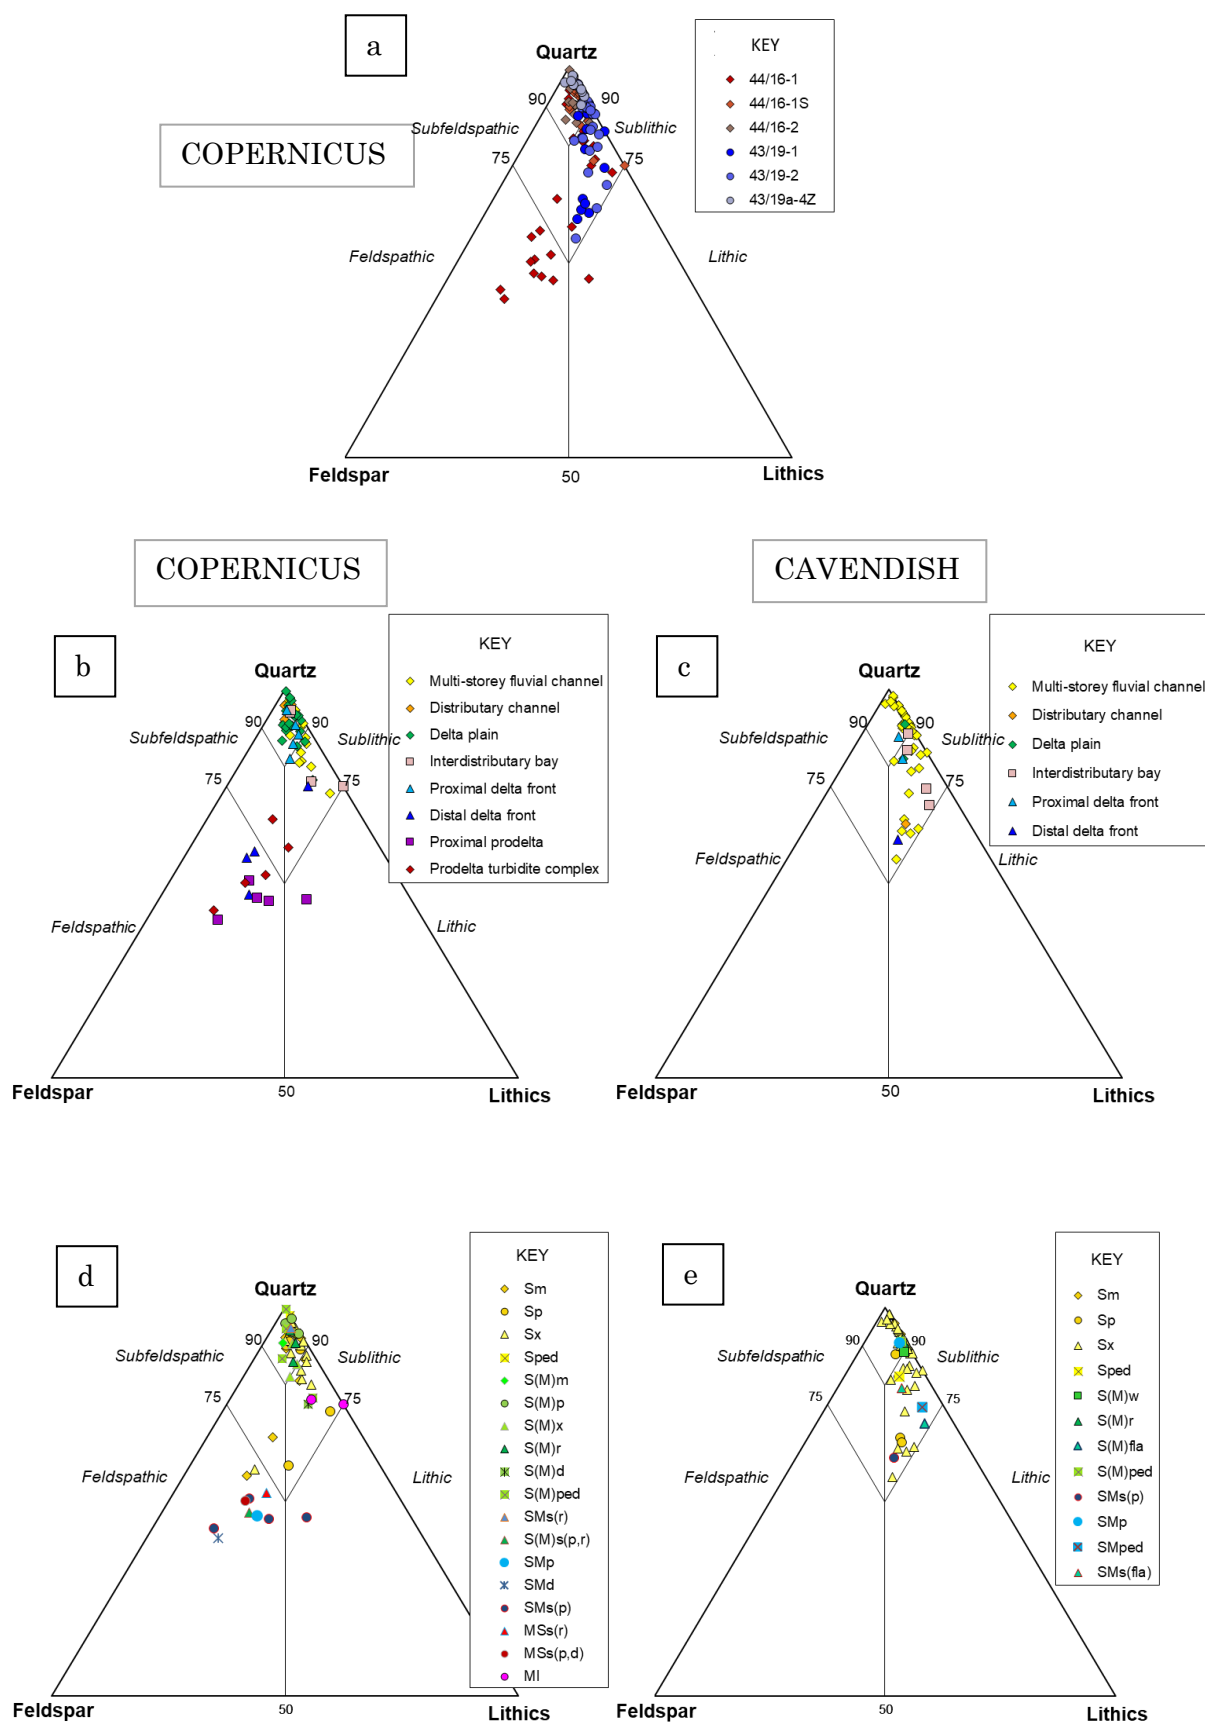 a
KEY
Quartz
44/16-1
44/16-1S
44/16-2
43/19-1
43/19-2
43/19a-4Z
COPERNICUS
90
90
Subfeldspathic
Sublithic
75
75
Feldspathic
Lithic
Feldspar
50
Lithics
COPERNICUS
CAVENDISH
b
KEY
Quartz
Multi-storey fluvial channel
Distributary channel
Delta plain
Interdistributary bay
Proximal delta front
Distal delta front
Proximal prodelta
Prodelta turbidite complex
90
90
Subfeldspathic
Sublithic
75
75
Feldspathic
Lithic
Feldspar
50
Lithics
c
KEY
Quartz
Multi-storey fluvial channel
Distributary channel
Delta plain
Interdistributary bay
Proximal delta front
Distal delta front
90
90
Subfeldspathic
Sublithic
75
75
Feldspathic
Lithic
Feldspar
50
Lithics
d
KEY
Quartz
Sm
Sp
Sx
Sped
S(M)m
S(M)p
S(M)x
S(M)r
S(M)d
S(M)ped
SMs(r)
S(M)s(p,r)
SMp
SMd
SMs(p)
MSs(r)
MSs(p,d)
MI
90
90
Subfeldspathic
Sublithic
75
75
Feldspathic
Lithic
Feldspar
50
Lithics
e
KEY
Quartz
Sm
Sp
Sx
Sped
S(M)w
S(M)r
S(M)fla
S(M)ped
SMs(p)
SMp
SMped
SMs(fla)
90
90
Subfeldspathic
Sublithic
75
75
Feldspathic
Lithic
Feldspar
50
Lithics